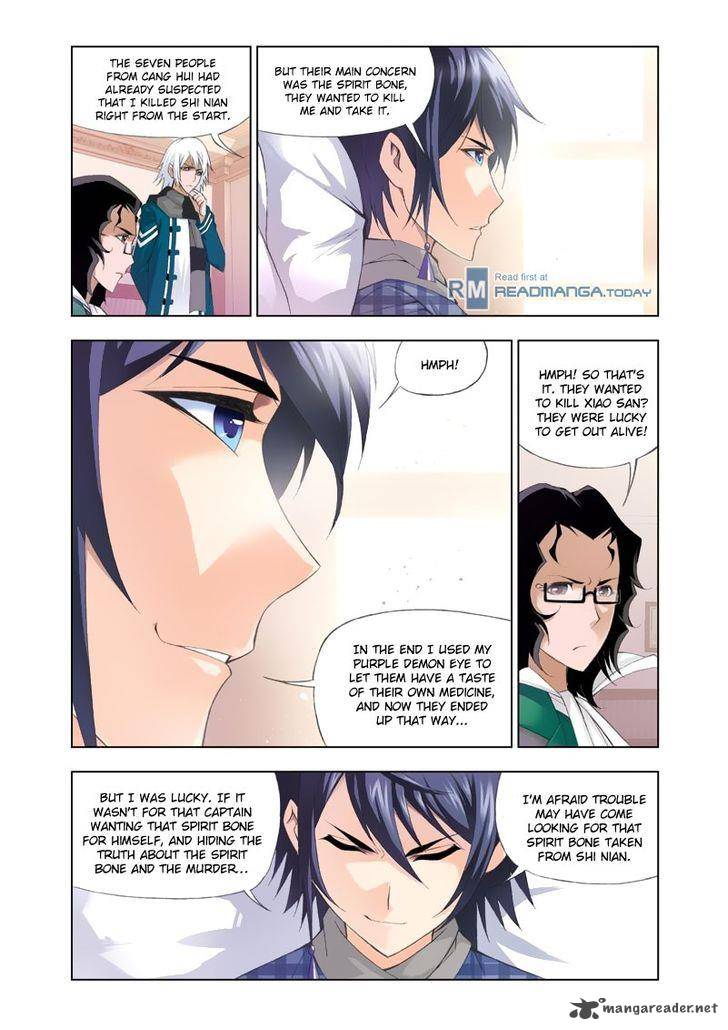 THE SEVEN PEOPLE
FROM CANG HUI HAD
ALREADY SUSPECTED
THAT I KILLED SHI NIAN
RIGHT FROM THE START.
BUT THEIR MAIN CONCERN
WAS THE SPIRIT BONE,
THEY WANTED TO KILL
ME AND TAKE IT.
RM
Read first at
READMANGA.TODAY
HMPH!
HMPH! SO THAT'S
IT. THEY WANTED
TO KILL XIAO SAN?
THEY WERE LUCKY
TO GET OUT ALIVE!
IN THE END I USED MY
PURPLE DEMON EYE TO
LET THEM HAVE A TASTE
OF THEIR OWN MEDICINE,
AND NOW THEY ENDED
UP THAT WAY...
BUT I WAS LUCKY. IF IT
WASN'T FOR THAT CAPTAIN
WANTING THAT SPIRIT BONE
FOR HIMSELF, AND HIDING THE
TRUTH ABOUT THE SPIRIT
BONE AND THE MURDER...
I'M AFRAID TROUBLE
MAY HAVE COME
LOOKING FOR THAT
SPIRIT BONE TAKEN
FROM SHI NIAN.
mangareader.net